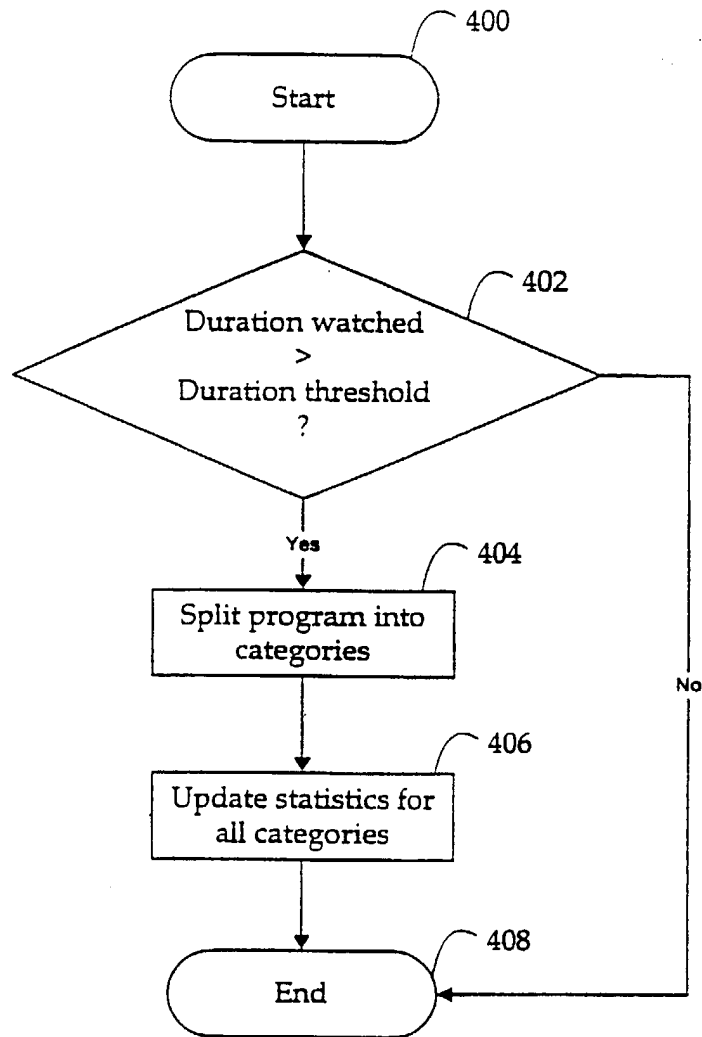 400
Start
402
Duration watched
>
Duration threshold
?
Yes
404
Split program into
categories
No
406
Update statistics for
all categories
408
End